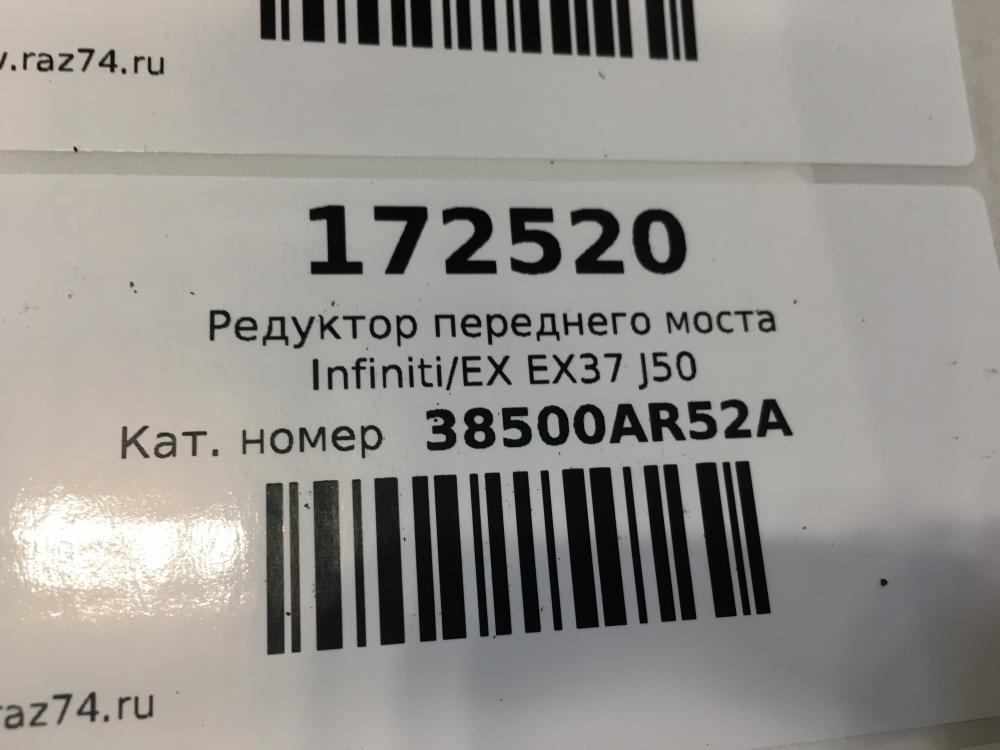 .raz74.ru
172520
Редуктор переднего моста
Infiniti/EX EX37 J50
Кат. номер 38500AR52A
raz74.ru